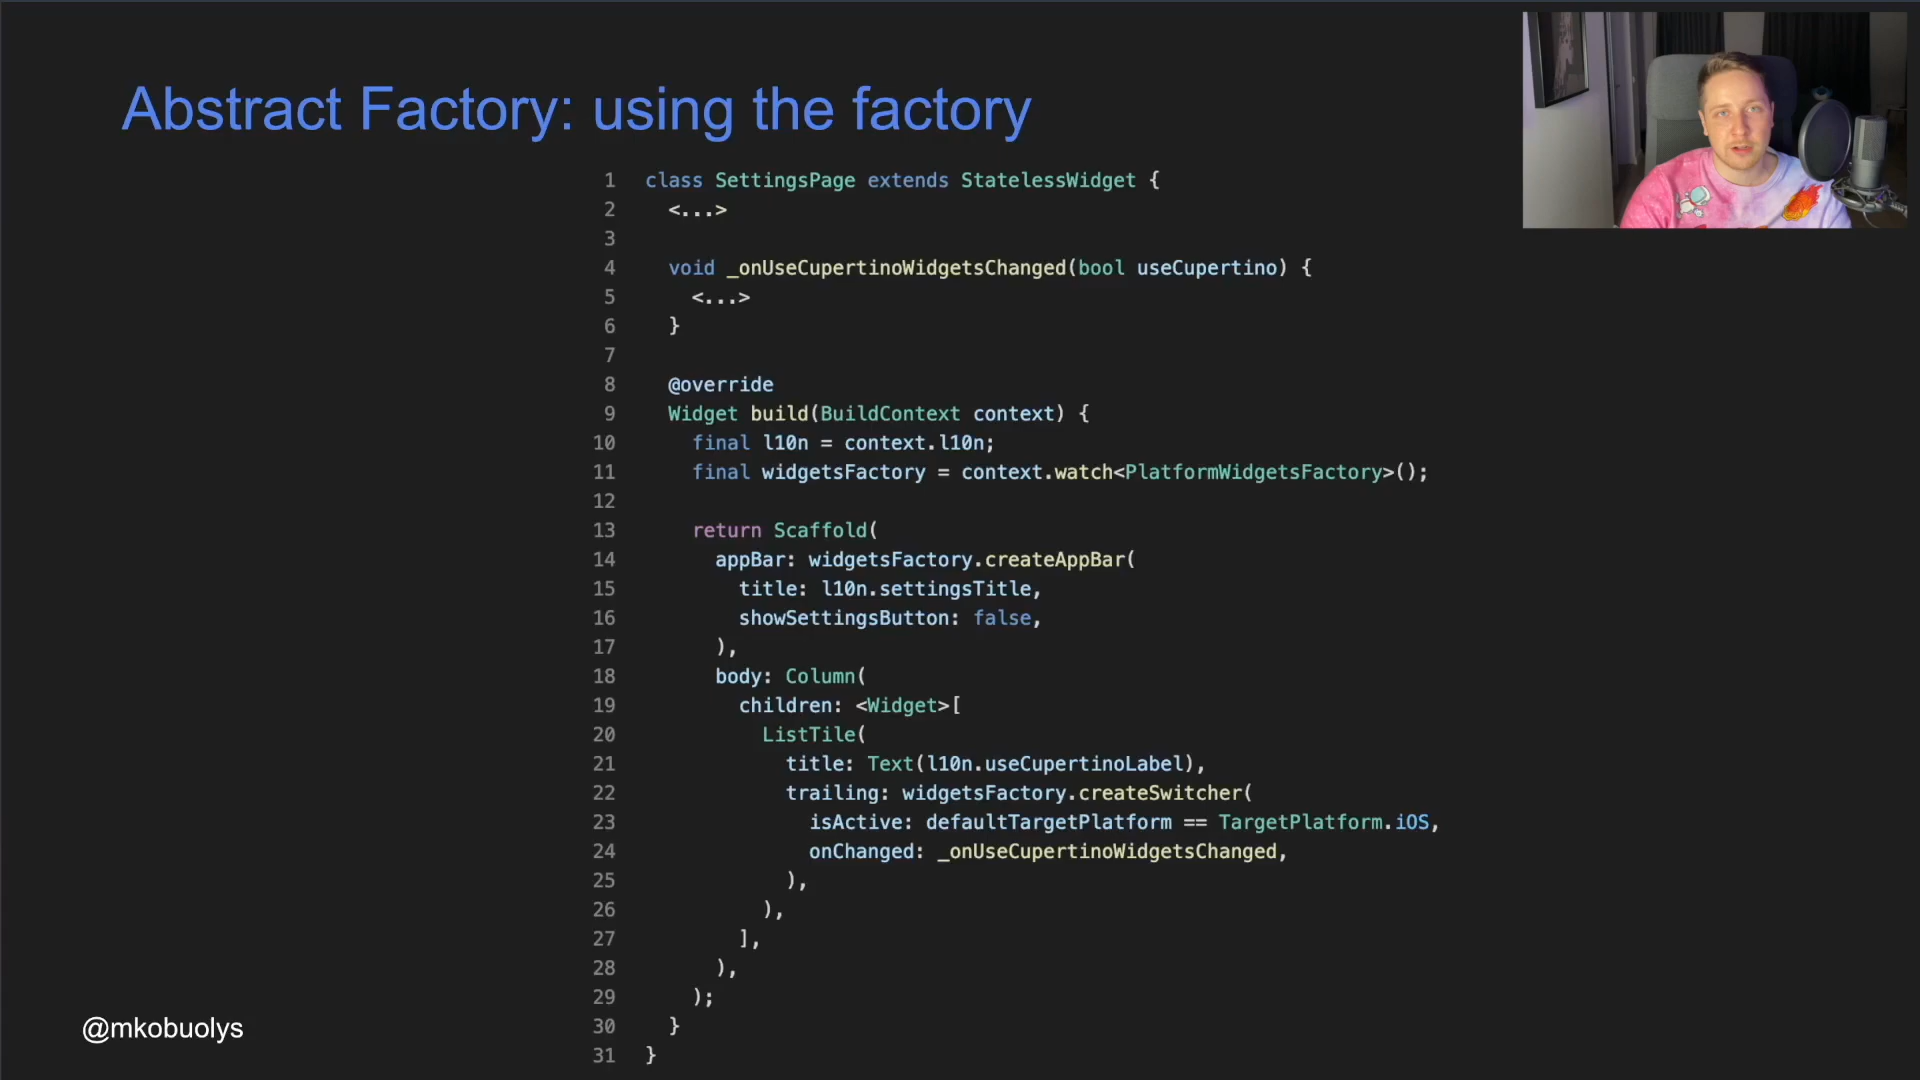 Abstract Factory: using the factory
1 class SettingsPage extends StatelessWidget {
2   <...>
3
4   void _onUseCupertinoWidgetsChanged(bool useCupertino) {
5     <...>
6   }
7
8   @override
9   Widget build(BuildContext context) {
10     final l10n = context.l10n;
11     final widgetsFactory = context.watch<PlatformWidgetsFactory>();
12
13     return Scaffold(
14       appBar: widgetsFactory.createAppBar(
15         title: l10n.settingsTitle,
16         showSettingsButton: false,
17       ),
18       body: Column(
19         children: <Widget>[
20           ListTile(
21             title: Text(l10n.useCupertinoLabel),
22             trailing: widgetsFactory.createSwitcher(
23               isActive: defaultTargetPlatform == TargetPlatform.iOS,
24               onChanged: _onUseCupertinoWidgetsChanged,
25             ),
26           ),
27         ],
28       ),
29     );
30   }
31 }
@mkobuolys